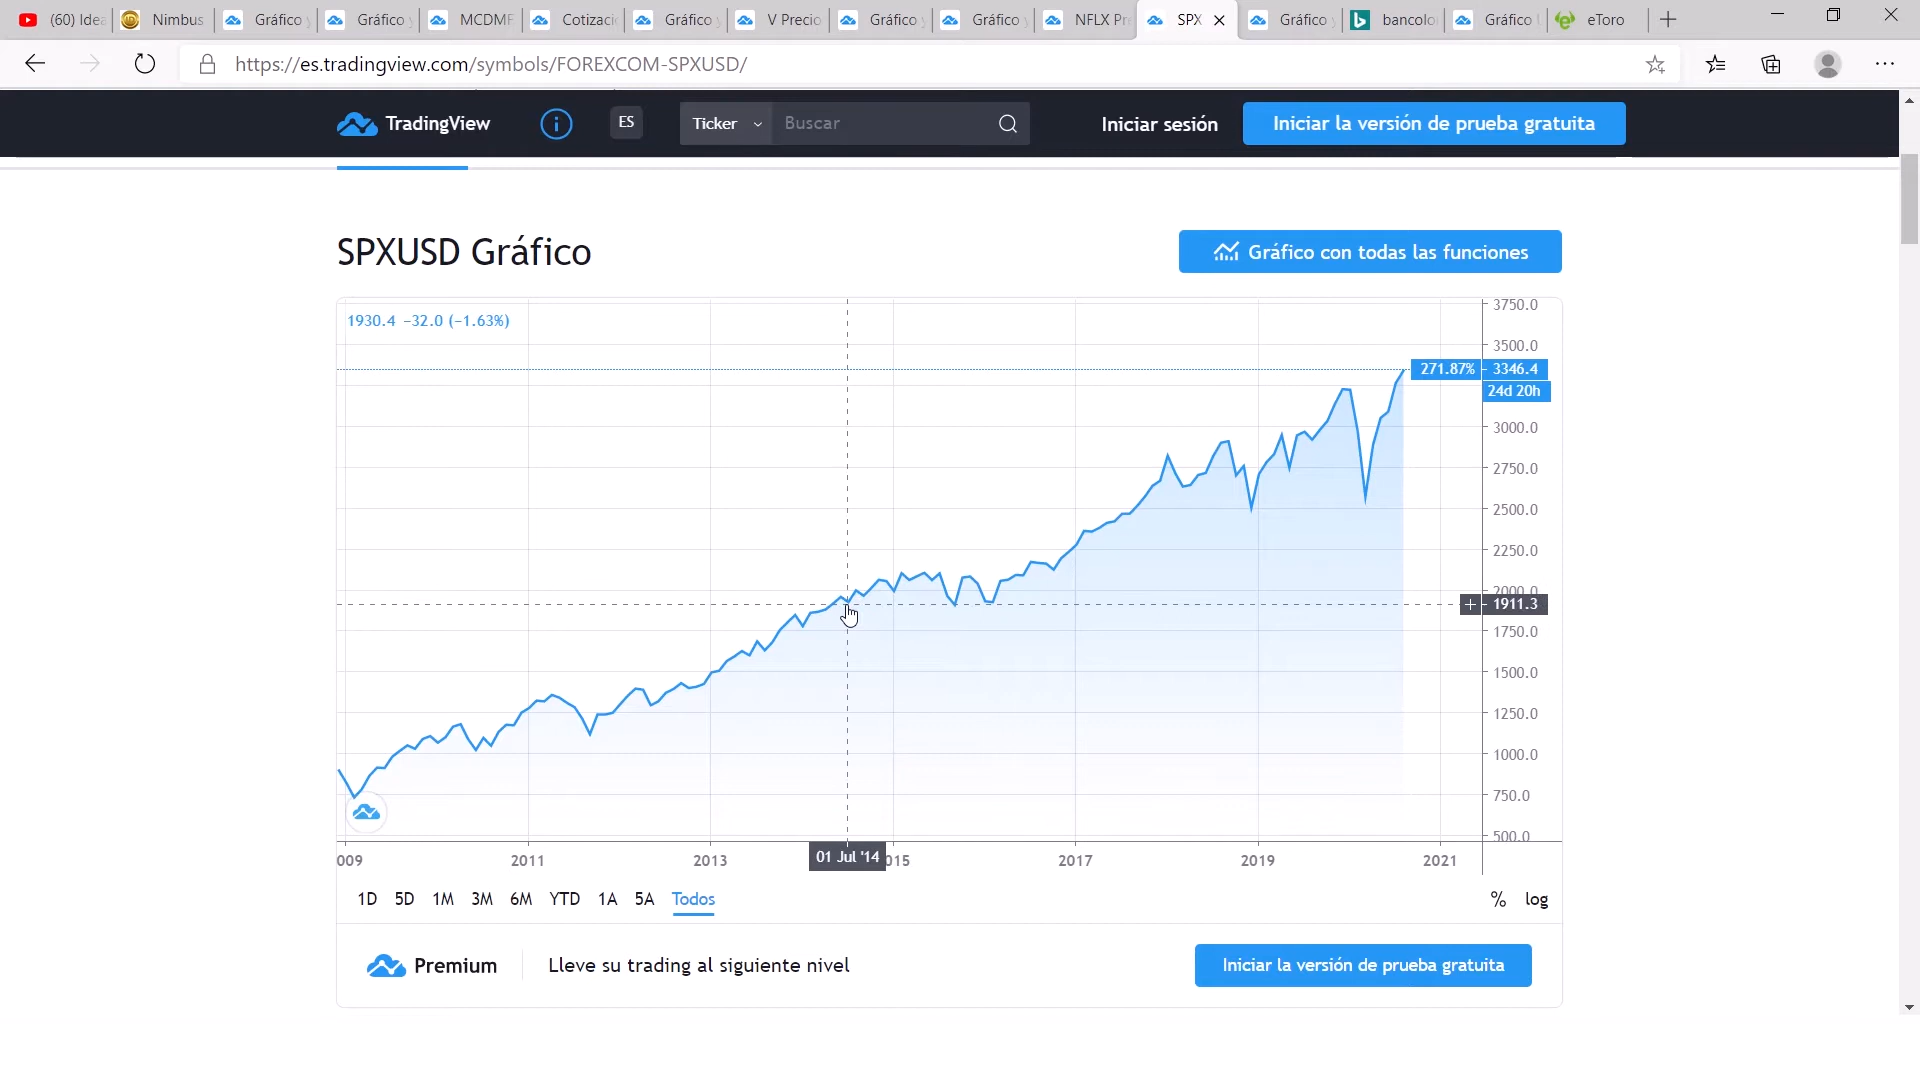 (60) Idea
Nimbus
Gráfico y
Gráfico y
MCDMF
Cotizació
Gráfico y
V Precio
Gráfico y
Gráfico y
NFLX Pr
SPX
Gráfico y
bancolo
Gráfico
eToro
https://es.tradingview.com/symbols/FOREXCOM-SPXUSD/
TradingView
ES
Ticker
Buscar
Iniciar sesión
Iniciar la versión de prueba gratuita
SPXUSD Gráfico
Gráfico con todas las funciones
1930.4 −32.0 (−1.63%)
3750.0
3500.0
271.87%
3346.4
24d 20h
3000.0
2750.0
2500.0
2250.0
2000.0
1911.3
1750.0
1500.0
1250.0
1000.0
750.0
500.0
009
2011
2013
01 Jul '14
015
2017
2019
2021
1D 5D 1M 3M 6M YTD 1A 5A Todos
% log
Premium
Lleve su trading al siguiente nivel
Iniciar la versión de prueba gratuita